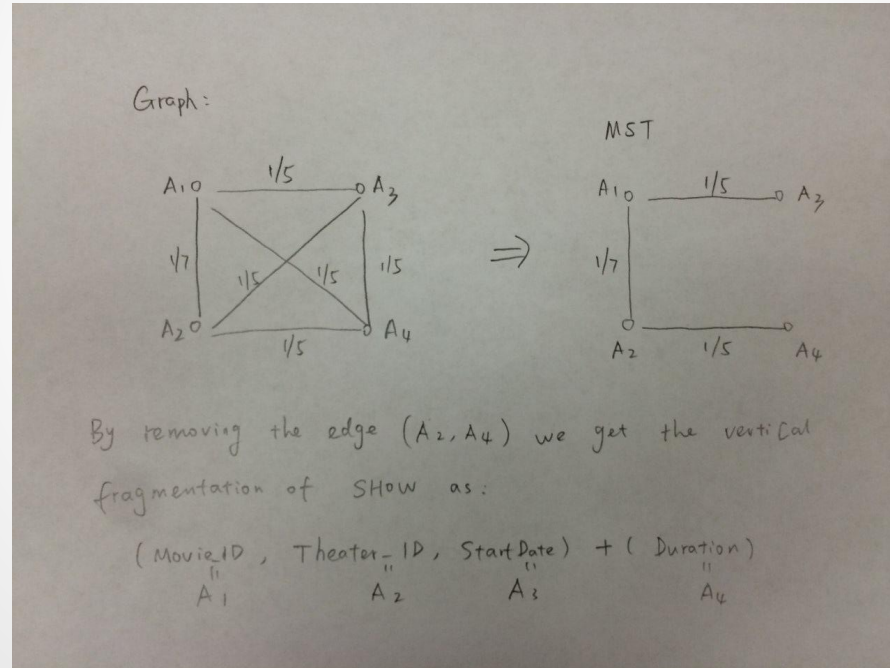 Graph:
MST
A1 1/5 A3
A1 1/5 A3
1/7 1/5 1/5 1/5
⇒
1/7
A2 1/5 A4
A2 1/5 A4
By removing the edge (A2, A4) we get the vertical
fragmentation of SHOW as:
(Movie_ID, Theater_ID, StartDate) + (Duration)
" " " "
A1 A2 A3 A4